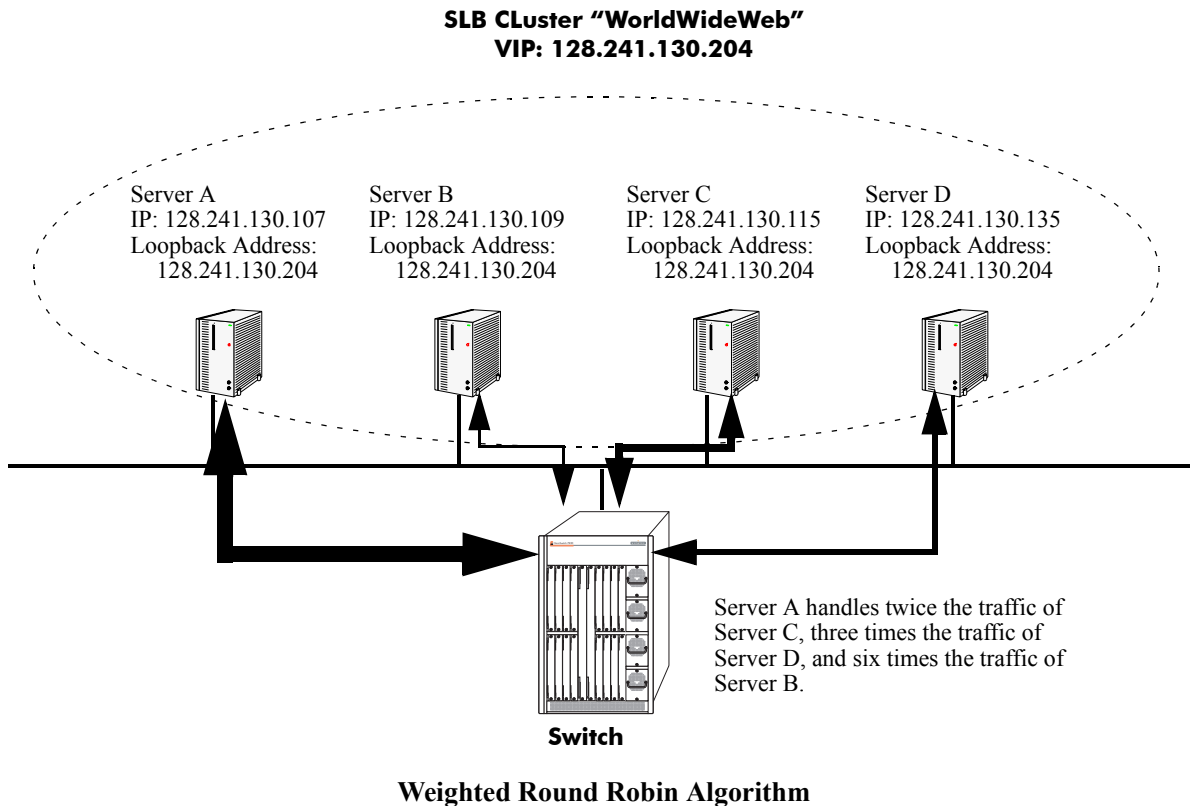 SLB CLuster “WorldWideWeb”
VIP: 128.241.130.204
Server A
IP: 128.241.130.107
Loopback Address:
128.241.130.204
Server B
IP: 128.241.130.109
Loopback Address:
128.241.130.204
Server C
IP: 128.241.130.115
Loopback Address:
128.241.130.204
Server D
IP: 128.241.130.135
Loopback Address:
128.241.130.204
Server A handles twice the traffic of
Server C, three times the traffic of
Server D, and six times the traffic of
Server B.
Switch
Weighted Round Robin Algorithm